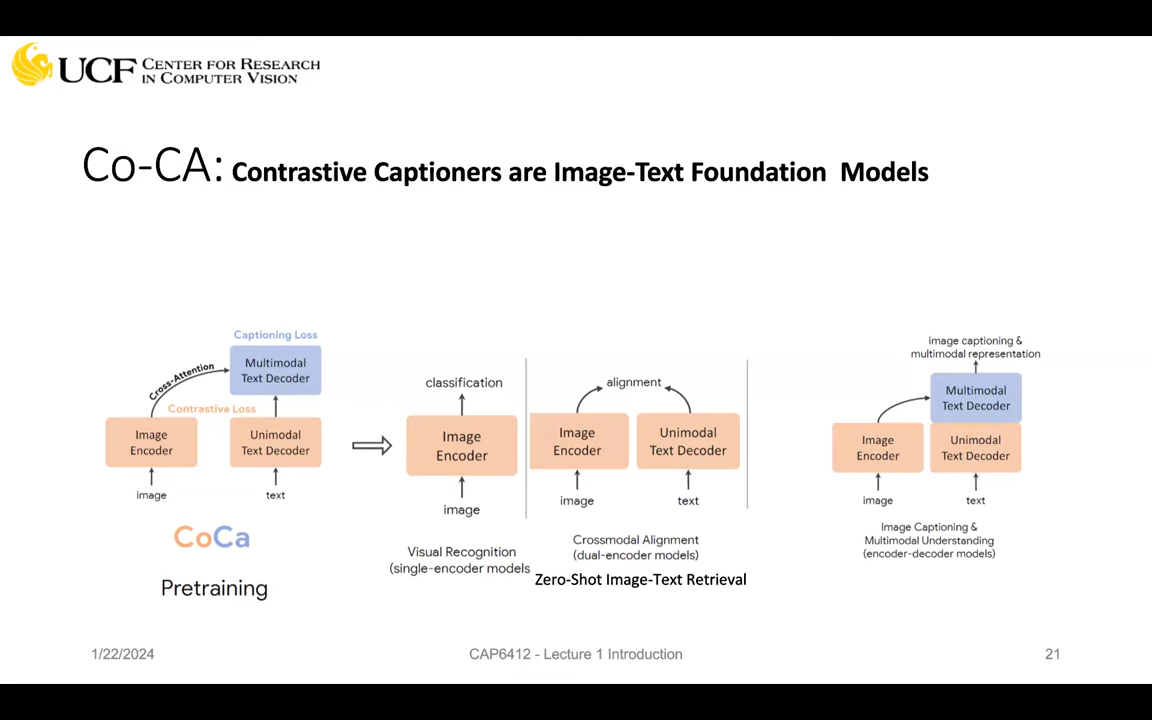 UCF CENTER FOR RESEARCH
IN COMPUTER VISION
Co-CA: Contrastive Captioners are Image-Text Foundation Models
Captioning Loss
Multimodal
Text Decoder
Cross-Attention
Contrastive Loss
Image
Encoder
Unimodal
Text Decoder
image
text
CoCa
Pretraining
classification
Image
Encoder
image
Visual Recognition
(single-encoder models
alignment
Image
Encoder
Unimodal
Text Decoder
image
text
Crossmodal Alignment
(dual-encoder models)
Zero-Shot Image-Text Retrieval
image captioning &
multimodal representation
Multimodal
Text Decoder
Image
Encoder
Unimodal
Text Decoder
image
text
Image Captioning &
Multimodal Understanding
(encoder-decoder models)
1/22/2024
CAP6412 - Lecture 1 Introduction
21